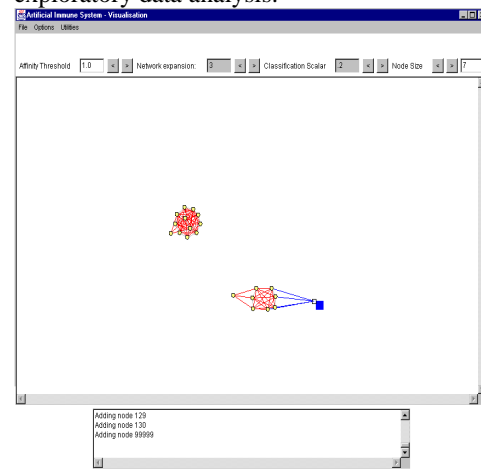 exploratory data analysis.
Artificial Immune System - Visualisation
File Options Utilities
Affinity Threshold 1.0 < > Network expansion: 3 < > Classification Scalar .2 < > Node Size < > 7
Adding node 129
Adding node 130
Adding node 99999